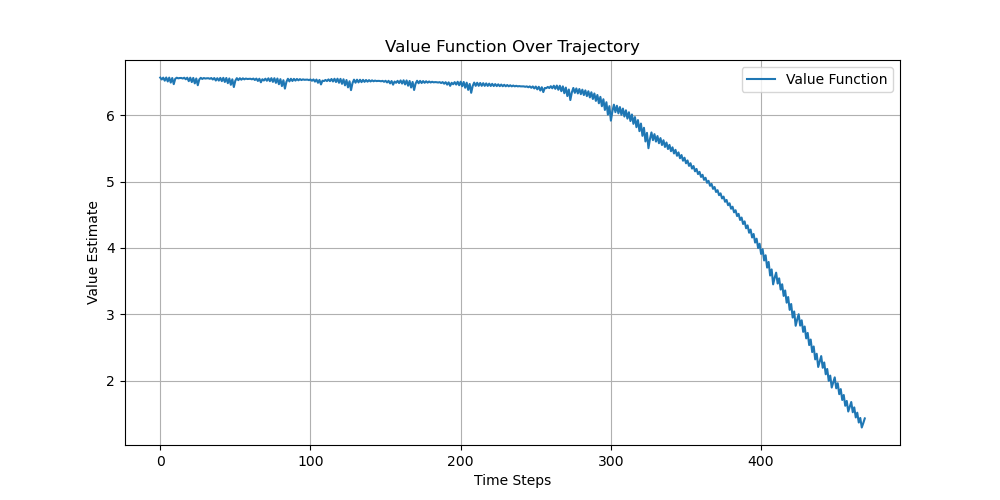 Value Function Over Trajectory
Value Function
6
5
4
3
2
Value Estimate
0 100 200 300 400
Time Steps